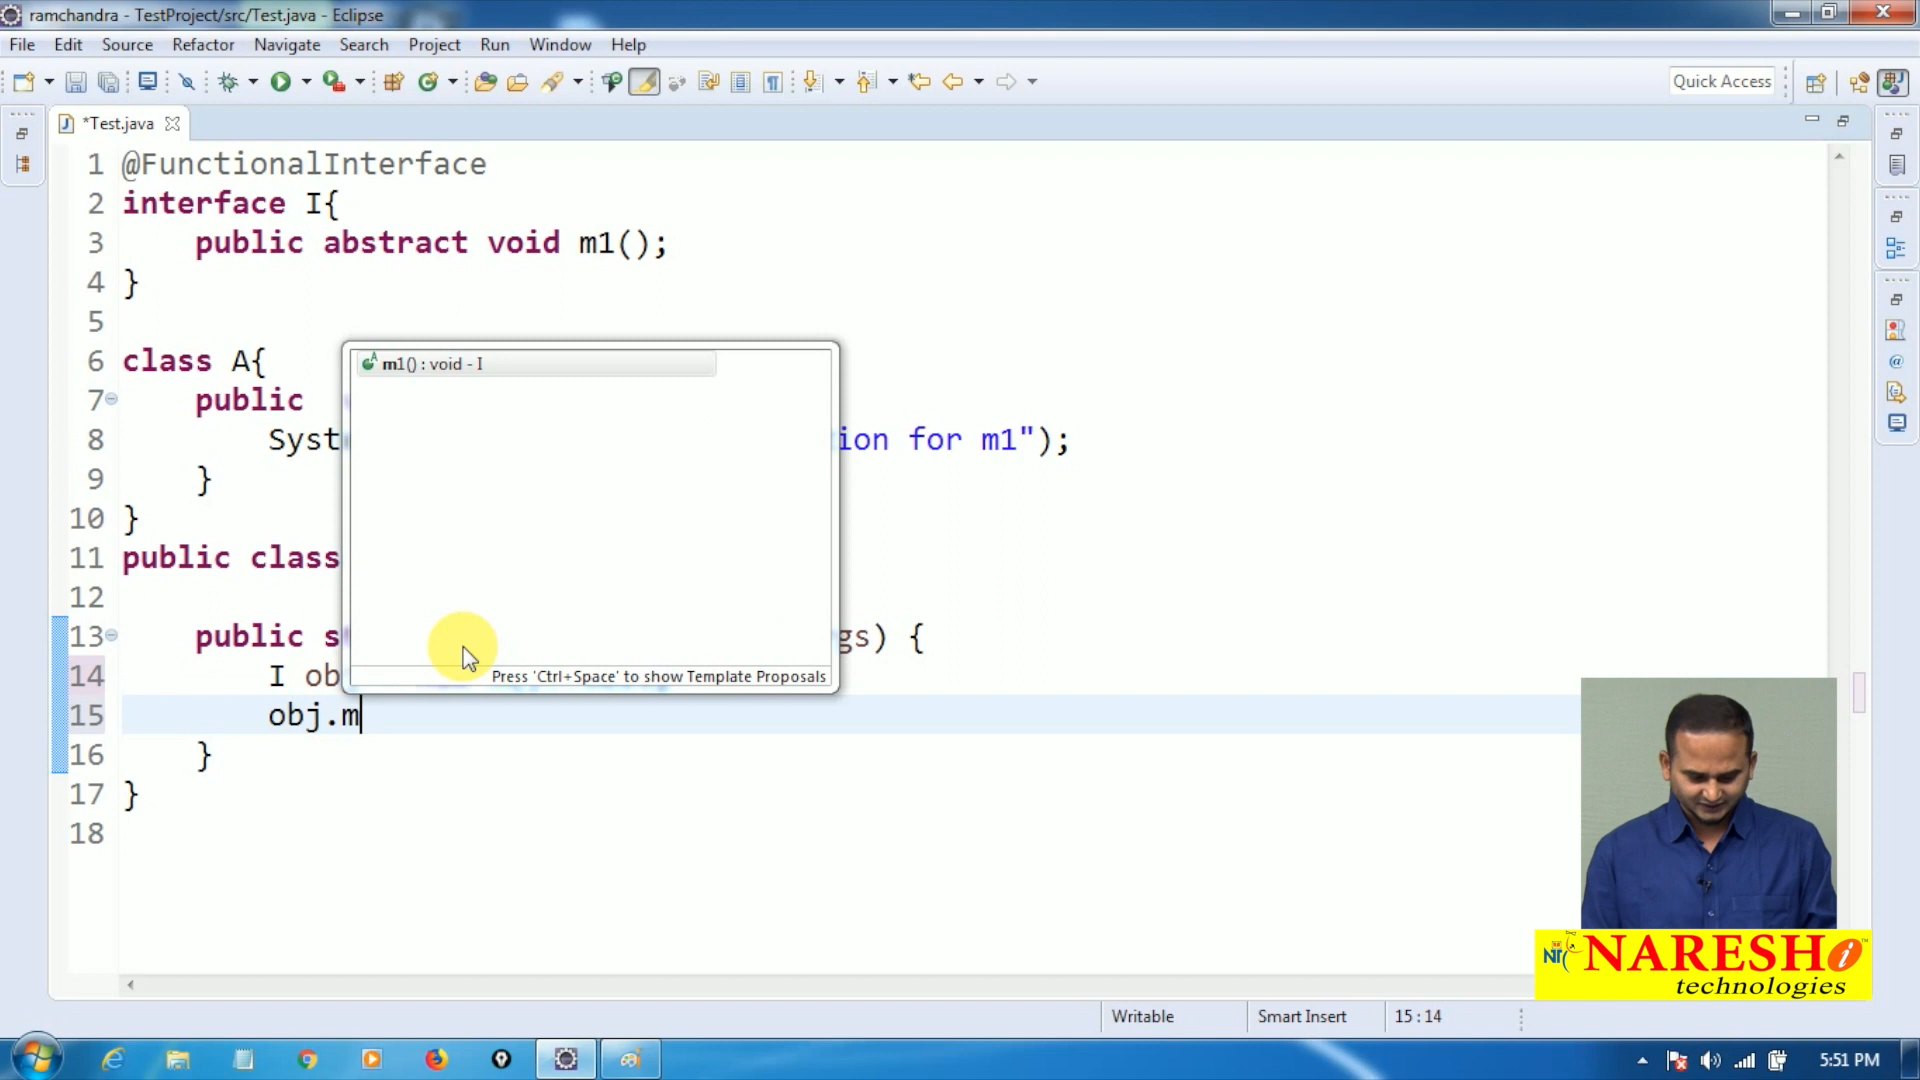 ramchandra - TestProject/src/Test.java - Eclipse
File Edit Source Refactor Navigate Search Project Run Window Help
Quick Access
*Test.java
1 @FunctionalInterface
2 interface I{
3 public abstract void m1();
4 }
5
6 class A{
m1() : void - I
7 public
8 Syst ion for m1");
9 }
10 }
11 public class
12
13 public s gs) {
14 I ob
Press 'Ctrl+Space' to show Template Proposals
15 obj.m
16 }
17 }
18
NARESH i
technologies
Writable Smart Insert 15 : 14
5:51 PM